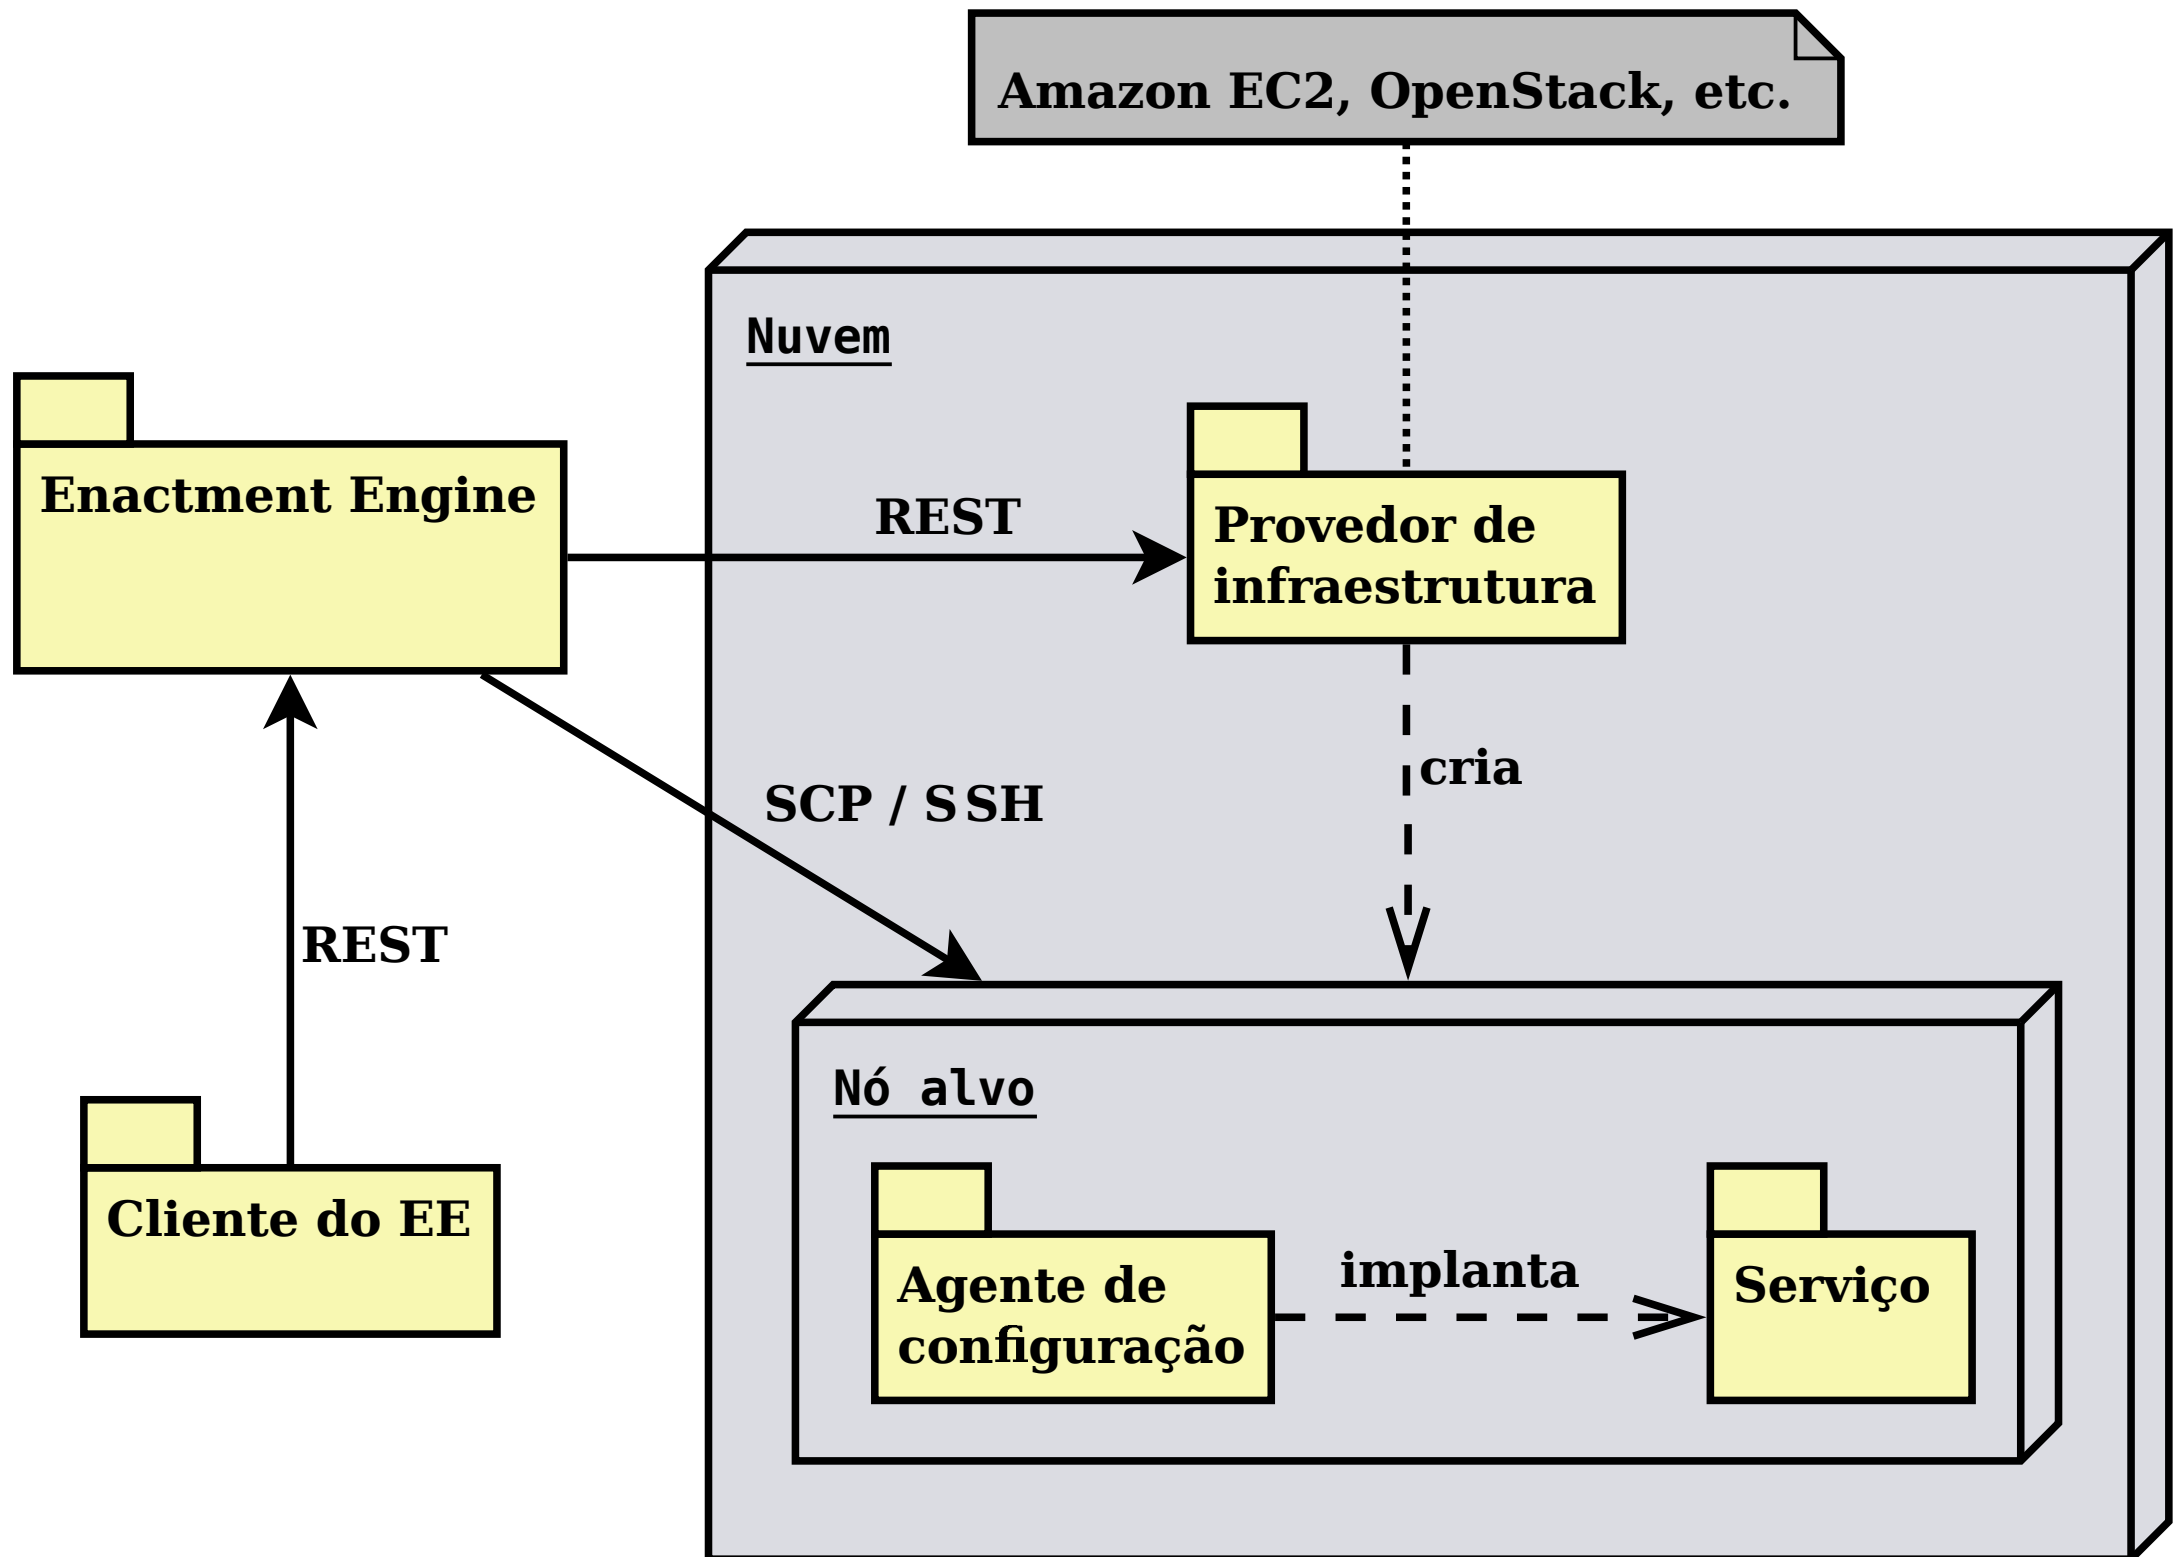 Amazon EC2, OpenStack, etc.
Nuvem
Enactment Engine
REST
Provedor de
infraestrutura
cria
SCP / SSH
REST
Nó alvo
Cliente do EE
Agente de
configuração
implanta
Serviço